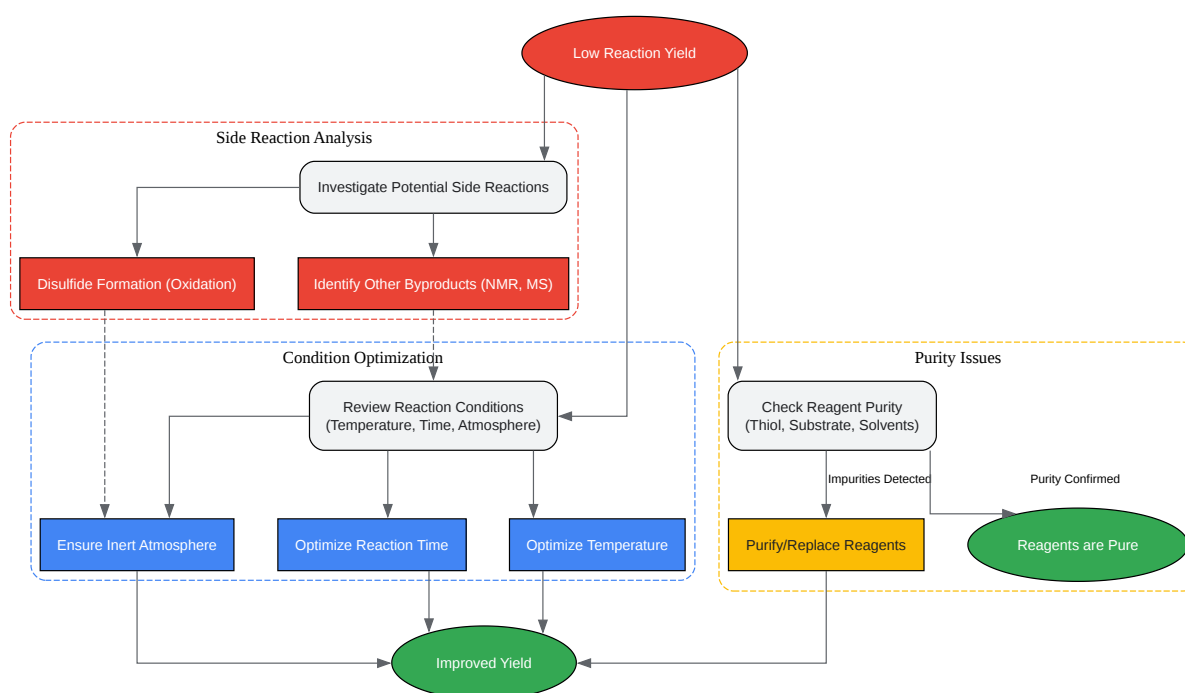 Low Reaction Yield
Side Reaction Analysis
Investigate Potential Side Reactions
Disulfide Formation (Oxidation)
Identify Other Byproducts (NMR, MS)
Condition Optimization
Purity Issues
Review Reaction Conditions
(Temperature, Time, Atmosphere)
Check Reagent Purity
(Thiol, Substrate, Solvents)
Impurities Detected
Purity Confirmed
Ensure Inert Atmosphere
Optimize Reaction Time
Optimize Temperature
Purify/Replace Reagents
Reagents are Pure
Improved Yield